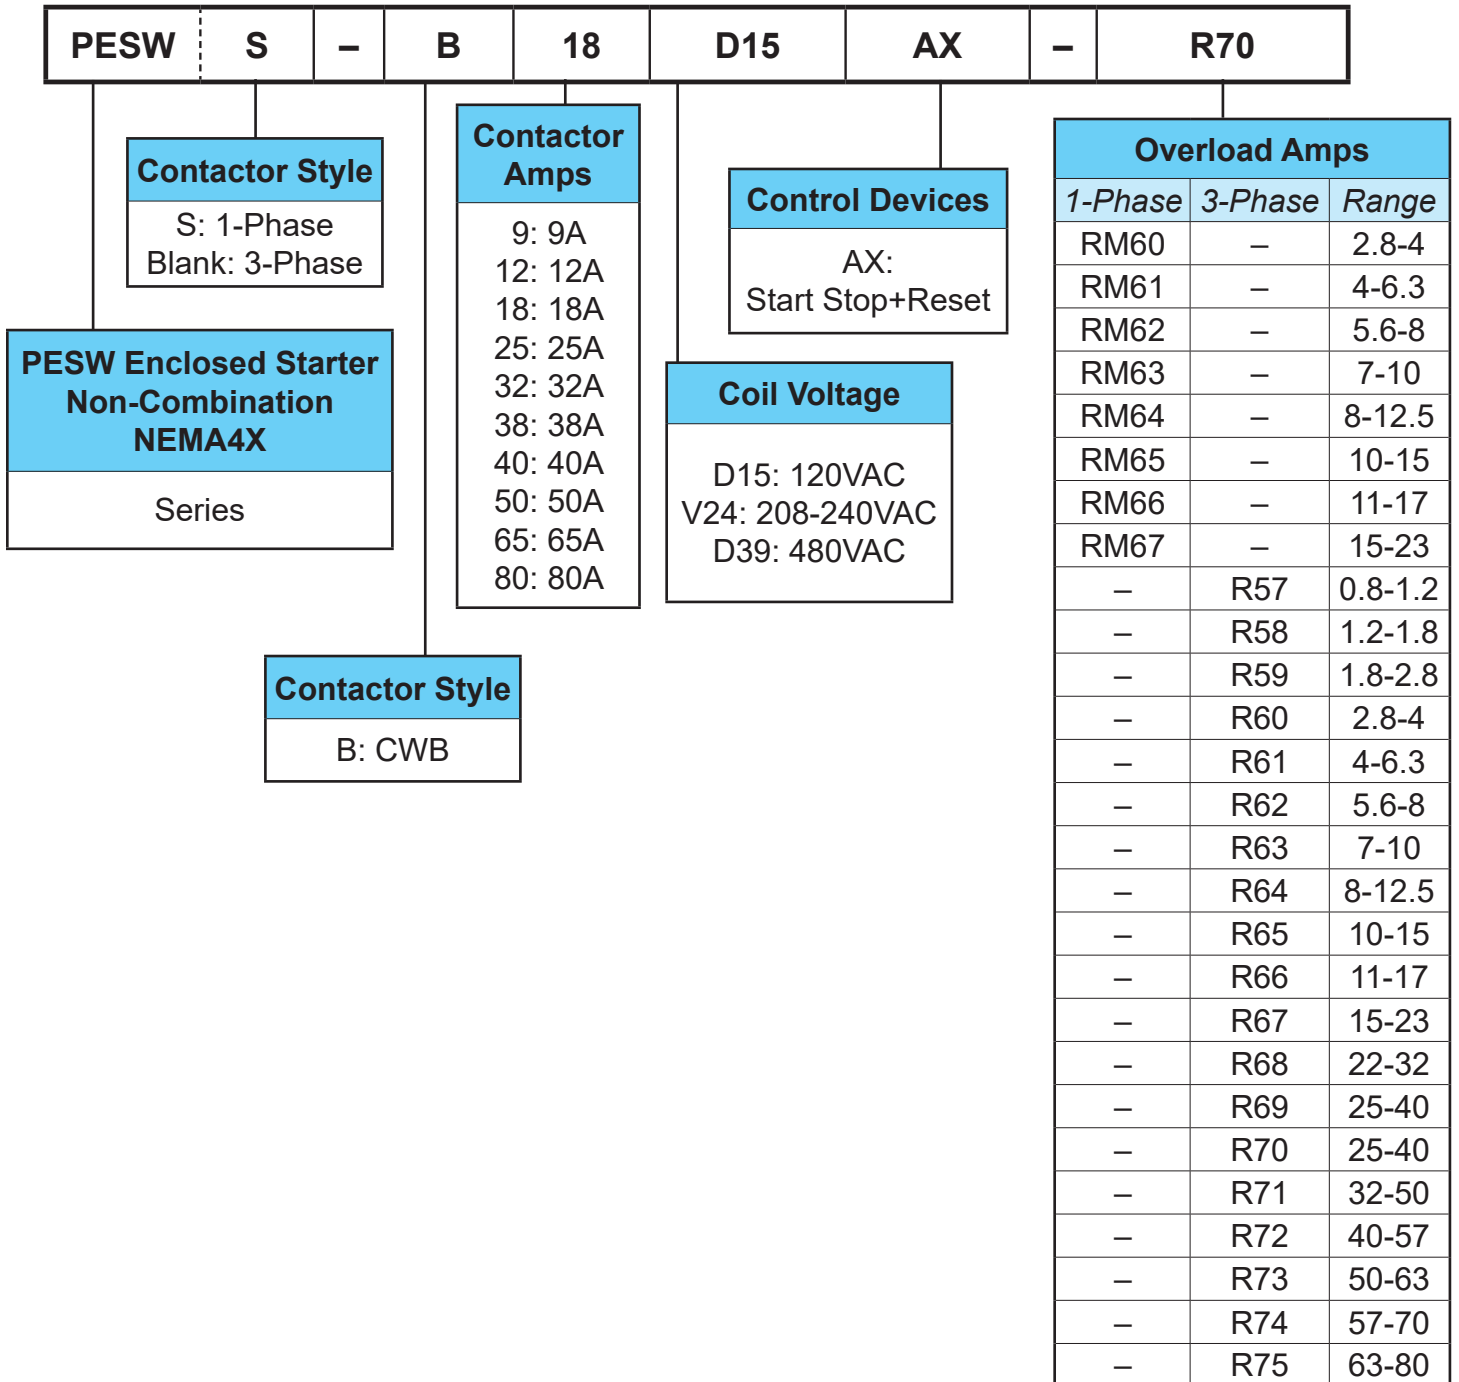 PESW S – B 18 D15 AX – R70
Contactor Style
S: 1-Phase
Blank: 3-Phase
PESW Enclosed Starter
Non-Combination
NEMA4X
Series
Contactor Style
B: CWB
Contactor
Amps
9: 9A
12: 12A
18: 18A
25: 25A
32: 32A
38: 38A
40: 40A
50: 50A
65: 65A
80: 80A
Coil Voltage
D15: 120VAC
V24: 208-240VAC
D39: 480VAC
Control Devices
AX:
Start Stop+Reset
Overload Amps
1-Phase 3-Phase Range
RM60 – 2.8-4
RM61 – 4-6.3
RM62 – 5.6-8
RM63 – 7-10
RM64 – 8-12.5
RM65 – 10-15
RM66 – 11-17
RM67 – 15-23
– R57 0.8-1.2
– R58 1.2-1.8
– R59 1.8-2.8
– R60 2.8-4
– R61 4-6.3
– R62 5.6-8
– R63 7-10
– R64 8-12.5
– R65 10-15
– R66 11-17
– R67 15-23
– R68 22-32
– R69 25-40
– R70 25-40
– R71 32-50
– R72 40-57
– R73 50-63
– R74 57-70
– R75 63-80